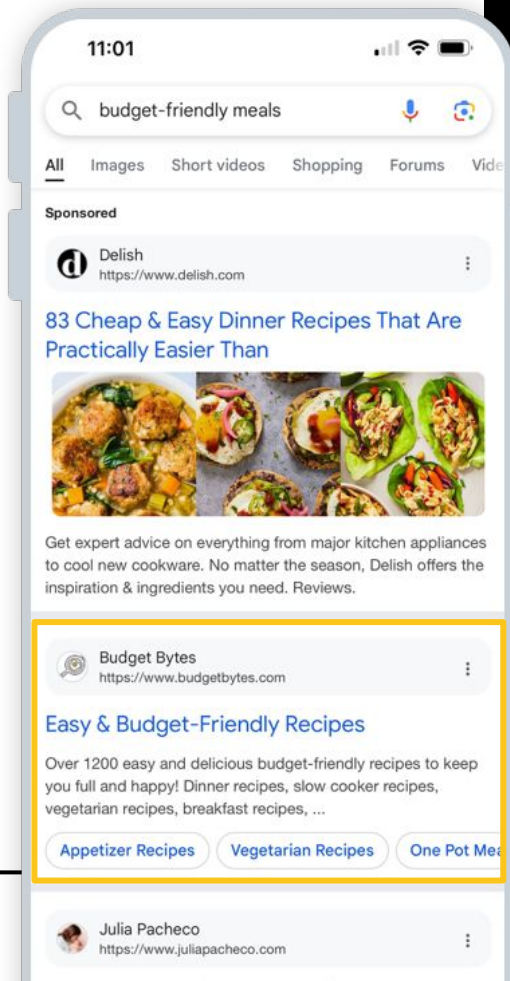 11:01
budget-friendly meals
All Images Short videos Shopping Forums Vide
Sponsored
d
Delish
https://www.delish.com
83 Cheap & Easy Dinner Recipes That Are
Practically Easier Than
Get expert advice on everything from major kitchen appliances
to cool new cookware. No matter the season, Delish offers the
inspiration & ingredients you need. Reviews.
Budget Bytes
https://www.budgetbytes.com
Easy & Budget-Friendly Recipes
Over 1200 easy and delicious budget-friendly recipes to keep
you full and happy! Dinner recipes, slow cooker recipes,
vegetarian recipes, breakfast recipes, ...
Appetizer Recipes Vegetarian Recipes One Pot Mea
Julia Pacheco
https://www.juliapacheco.com